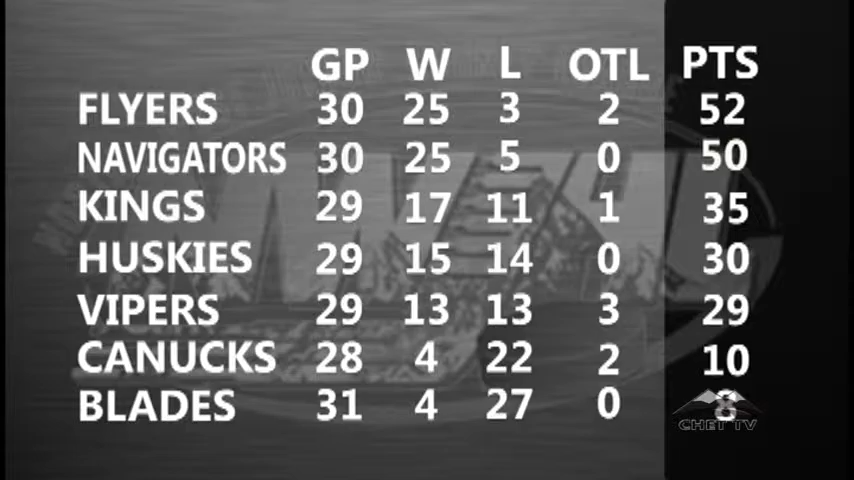 GP W L OTL PTS
FLYERS 30 25 3 2 52
NAVIGATORS 30 25 5 0 50
KINGS 29 17 11 1 35
HUSKIES 29 15 14 0 30
VIPERS 29 13 13 3 29
CANUCKS 28 4 22 2 10
BLADES 31 4 27 0 8
CHET TV